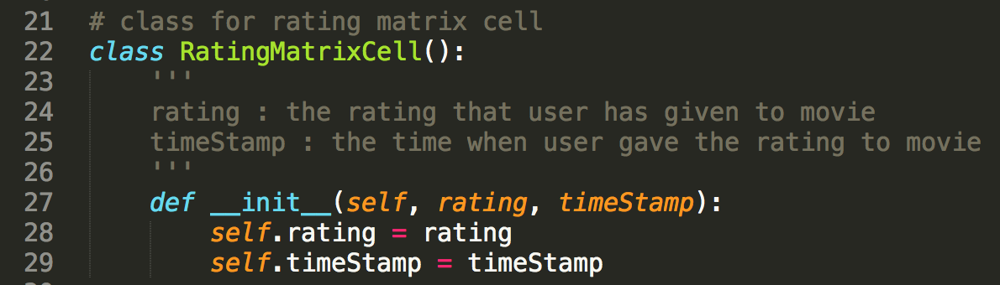 21 # class for rating matrix cell
22 class RatingMatrixCell():
23     '''
24     rating : the rating that user has given to movie
25     timeStamp : the time when user gave the rating to movie
26     '''
27     def __init__(self, rating, timeStamp):
28         self.rating = rating
29         self.timeStamp = timeStamp